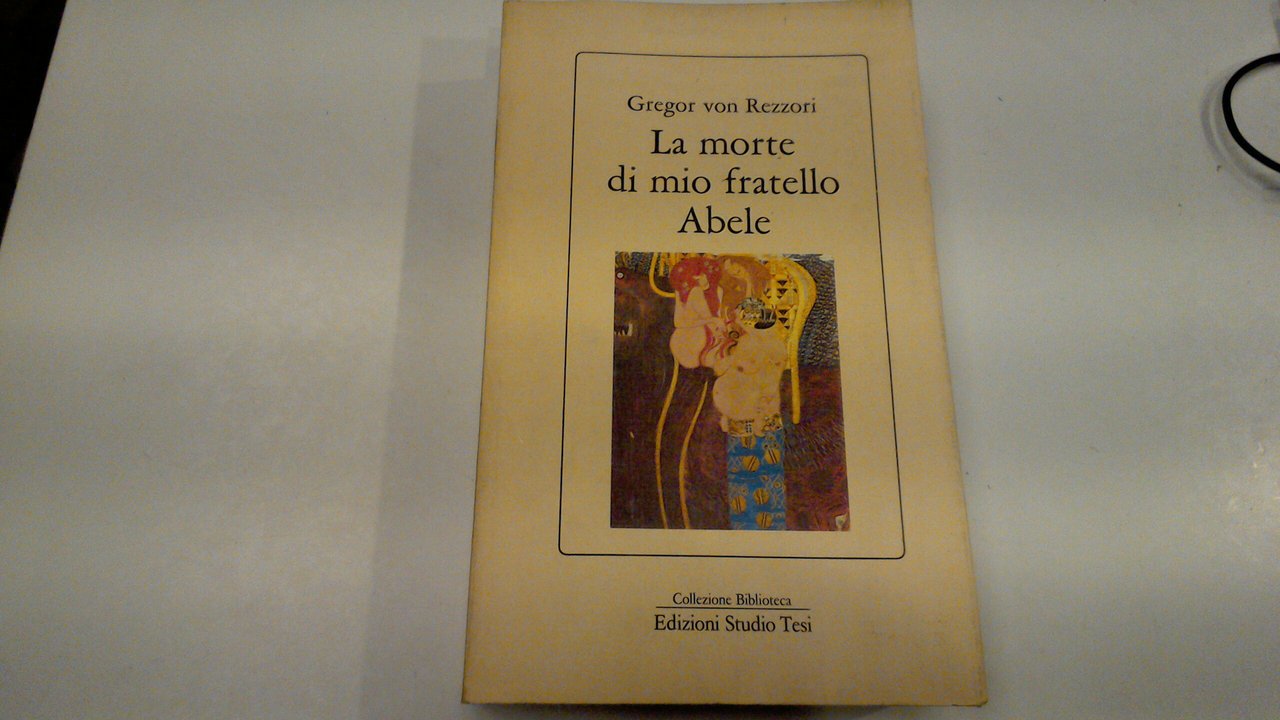 Gregor von Rezzori
La morte
di mio fratello
Abele
Collezione Biblioteca
Edizioni Studio Tesi